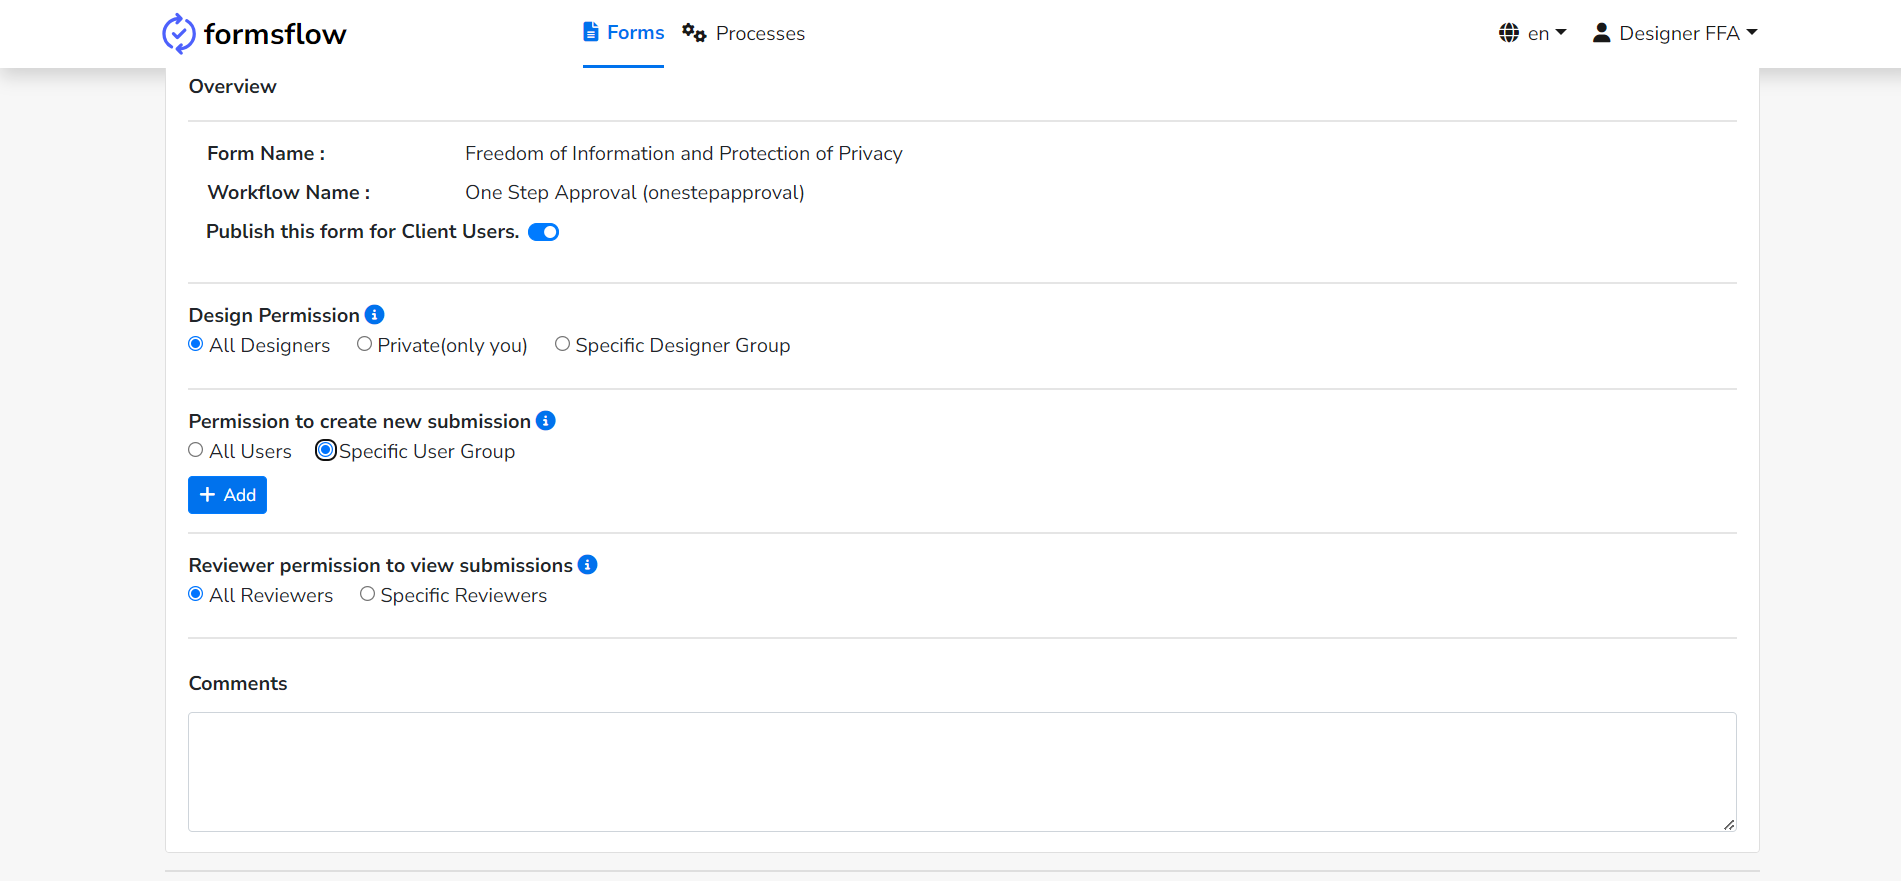 formsflow Forms Processes en Designer FFA
Overview
Form Name : Freedom of Information and Protection of Privacy
Workflow Name : One Step Approval (onestepapproval)
Publish this form for Client Users.
Design Permission
All Designers Private(only you) Specific Designer Group
Permission to create new submission
All Users Specific User Group
+ Add
Reviewer permission to view submissions
All Reviewers Specific Reviewers
Comments